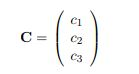 C = ( c₁
c₂
c₃ )